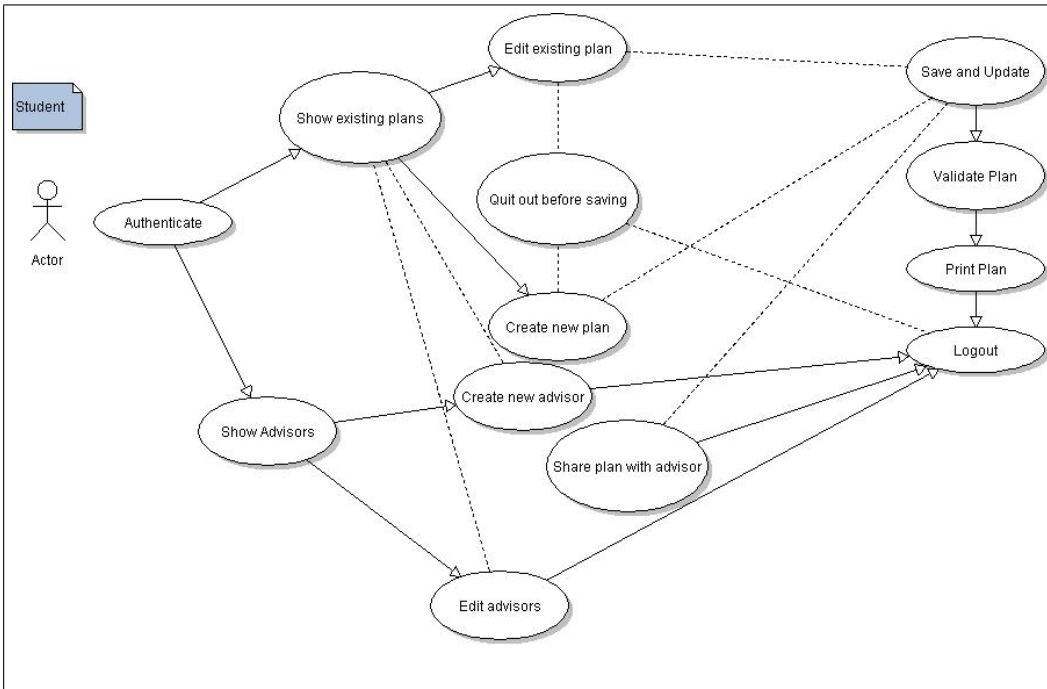 Edit existing plan
Save and Update
Student
Show existing plans
Validate Plan
Quit out before saving
Authenticate
Actor
Print Plan
Create new plan
Logout
Create new advisor
Show Advisors
Share plan with advisor
Edit advisors